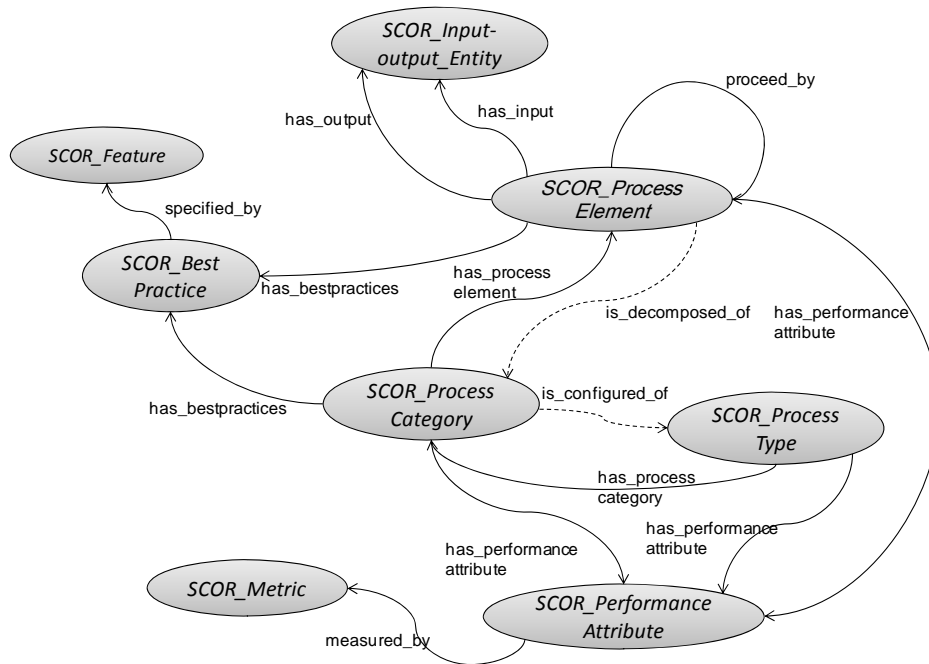 SCOR_Input-
output_Entity
proceed_by
has_output
has_input
SCOR_Feature
SCOR_Process
Element
specified_by
SCOR_Best
Practice
has_bestpractices
has_process
element
is_decomposed_of
has_performance
attribute
has_bestpractices
SCOR_Process
Category
is_configured_of
SCOR_Process
Type
has_process
category
has_performance
attribute
has_performance
attribute
SCOR_Metric
SCOR_Performance
Attribute
measured_by